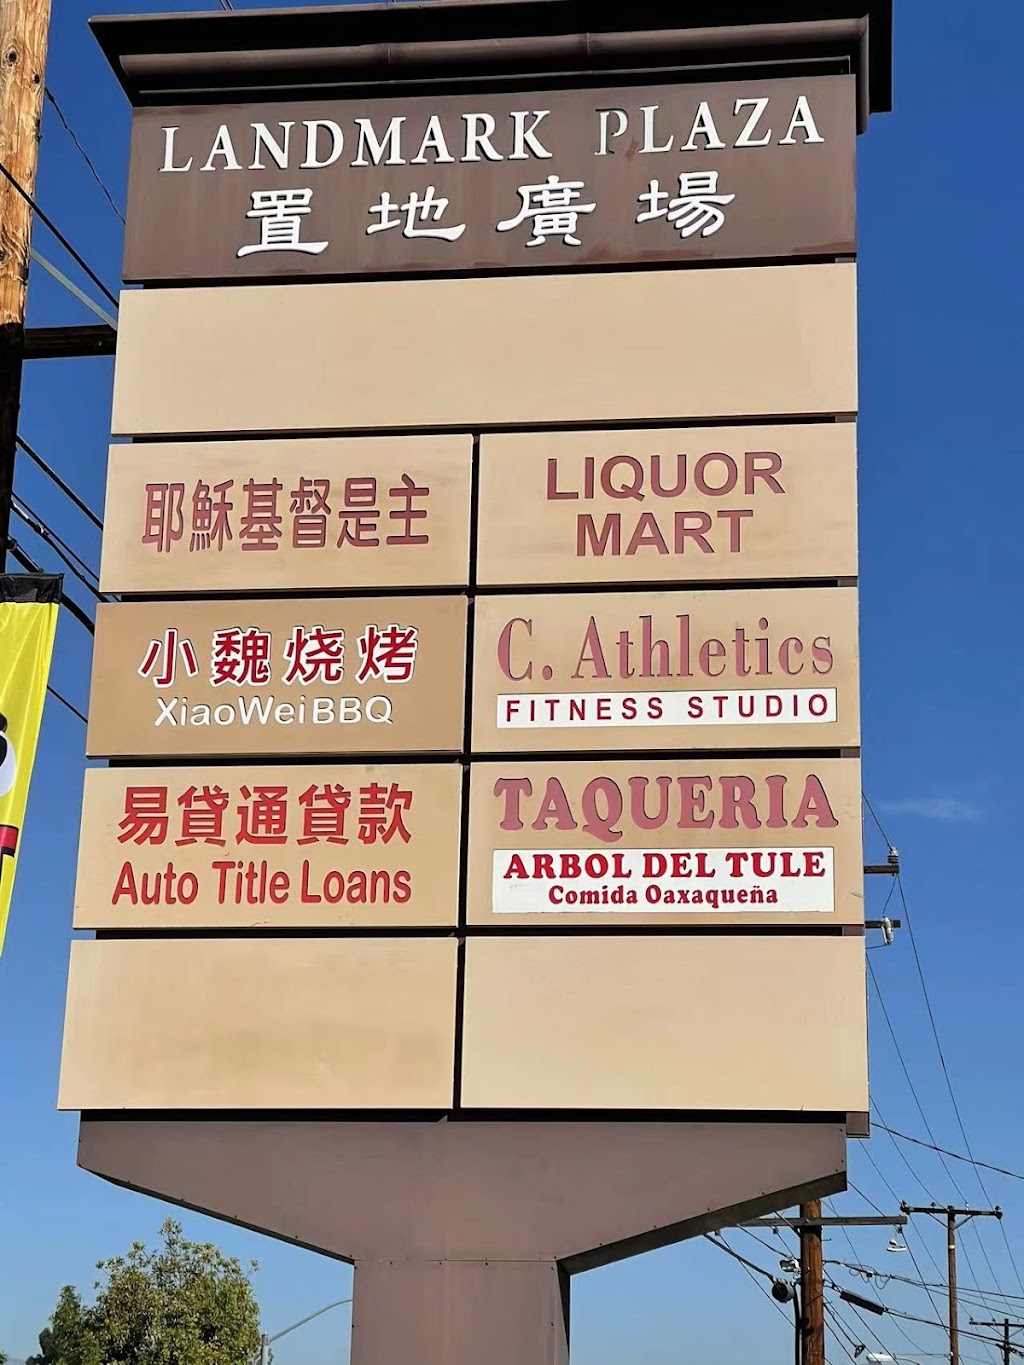 LANDMARK PLAZA
置地廣場
耶穌基督是主
LIQUOR
MART
小魏烧烤
XiaoWeiBBQ
C. Athletics
FITNESS STUDIO
易貸通貸款
Auto Title Loans
TAQUERIA
ARBOL DEL TULE
Comida Oaxaqueña